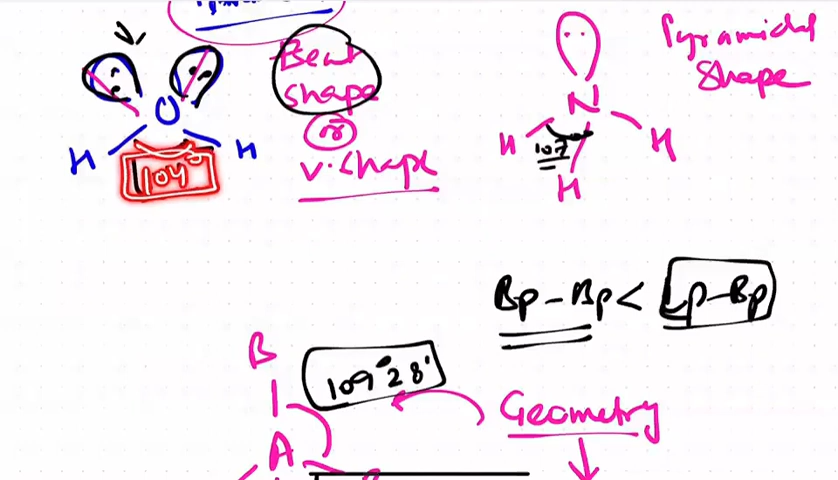 Bent
shape
or
V-shape
O
H
H
104°
Pyramidal
Shape
N
H
H
H
107
Bp-Bp < Lp-Bp
B
A
109°28'
Geometry